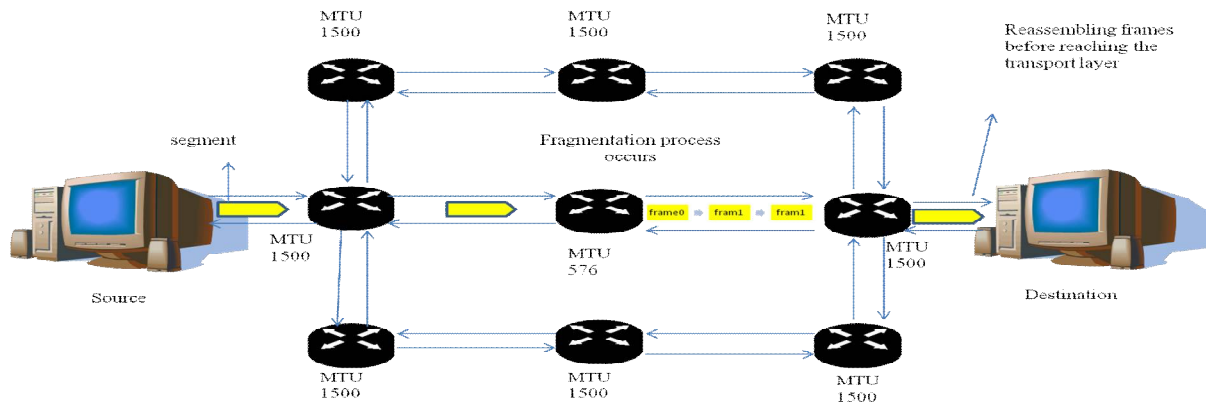 MTU
1500
MTU
1500
MTU
1500
Reassembling frames
before reaching the
transport layer
segment
Fragmentation process
occurs
frame0
fram1
fram1
MTU
1500
MTU
576
MTU
1500
Source
Destination
MTU
1500
MTU
1500
MTU
1500